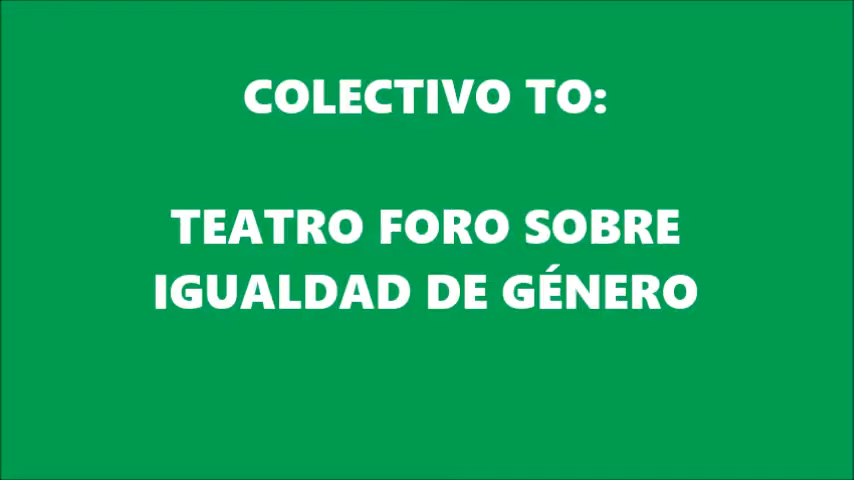 COLECTIVO TO:
TEATRO FORO SOBRE
IGUALDAD DE GÉNERO